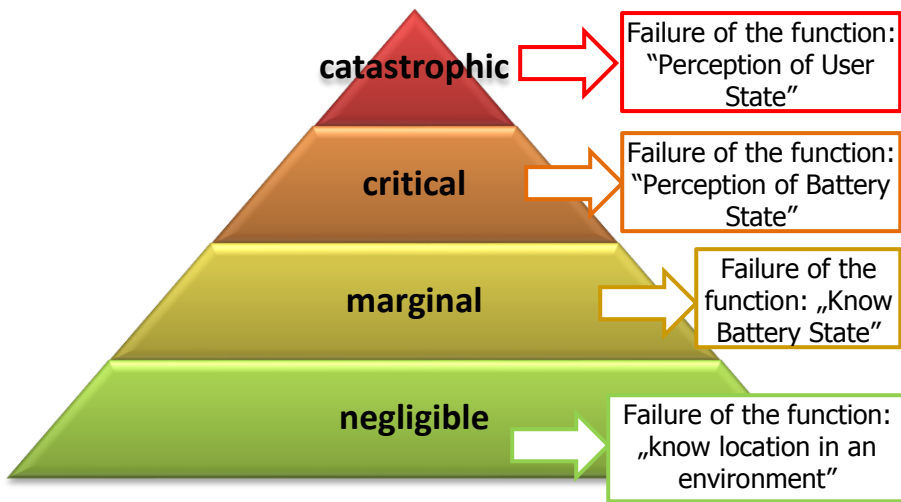 catastrophic
Failure of the function:
“Perception of User
State”
critical
Failure of the function:
“Perception of Battery
State”
marginal
Failure of the
function: „Know
Battery State”
negligible
Failure of the function:
„know location in an
environment”